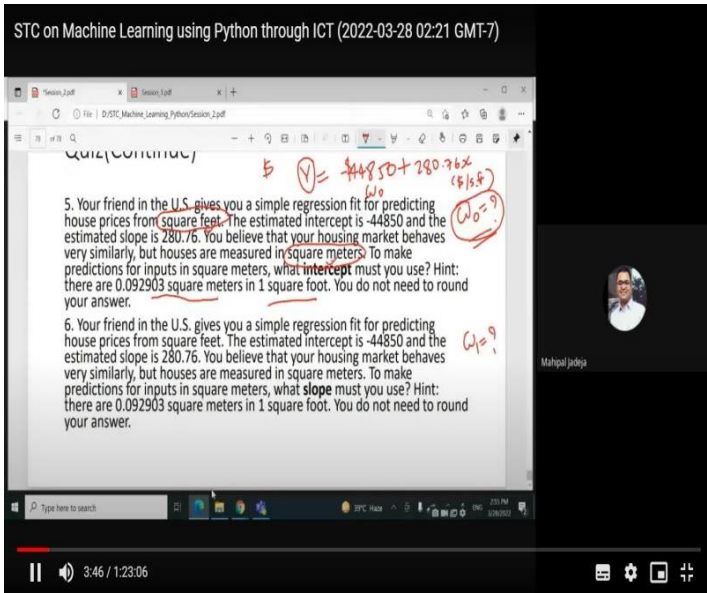 STC on Machine Learning using Python through ICT (2022-03-28 02:21 GMT-7)
*Session_2.pdf
Session_1.pdf
File | D:/STC_Machine_Learning_Python/Session_2.pdf
78 of 78
Quiz(Continue)
$ Y = -44850 + 280.76x
($/s.f)
W₀
W₀ = ?
5. Your friend in the U.S. gives you a simple regression fit for predicting
house prices from square feet. The estimated intercept is -44850 and the
estimated slope is 280.76. You believe that your housing market behaves
very similarly, but houses are measured in square meters. To make
predictions for inputs in square meters, what intercept must you use? Hint:
there are 0.092903 square meters in 1 square foot. You do not need to round
your answer.
6. Your friend in the U.S. gives you a simple regression fit for predicting
house prices from square feet. The estimated intercept is -44850 and the
estimated slope is 280.76. You believe that your housing market behaves
very similarly, but houses are measured in square meters. To make
predictions for inputs in square meters, what slope must you use? Hint:
there are 0.092903 square meters in 1 square foot. You do not need to round
your answer.
W₁ = ?
Mahipal Jadeja
Type here to search
39°C Haze
ENG
2:55 PM
3/28/2022
3:46 / 1:23:06